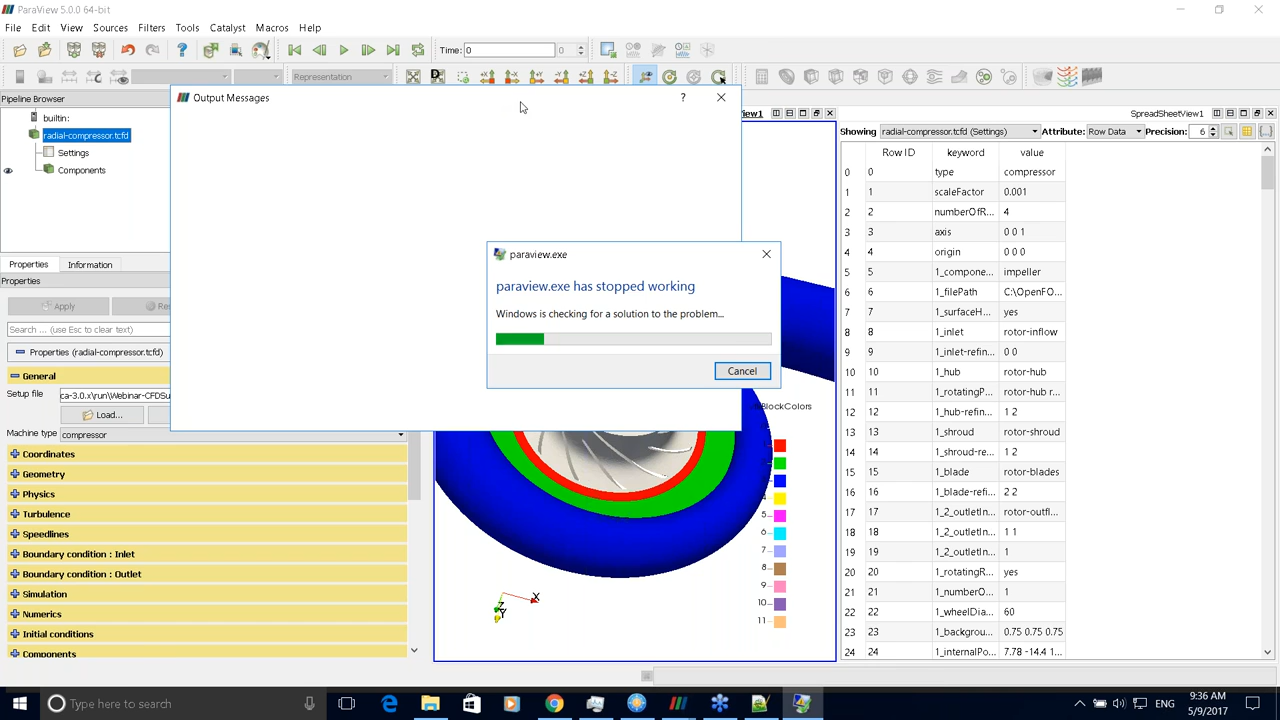 ParaView 5.0.0 64-bit
File Edit View Sources Filters Tools Catalyst Macros Help
Time: 0 0
Representation
Pipeline Browser
builtin:
radial-compressor.tcfd
Settings
Components
Properties Information
Properties
Apply
Search ... (use Esc to clear text)
Properties (radial-compressor.tcfd)
General
Setup file ca-3.0.x\run\Webinar-CFDSu
Load...
Machine type compressor
Coordinates
Geometry
Physics
Turbulence
Speedlines
Boundary condition : Inlet
Boundary condition : Outlet
Simulation
Numerics
Initial conditions
Components
Output Messages
?
paraview.exe
paraview.exe has stopped working
Windows is checking for a solution to the problem...
Cancel
BlockColors
5
7
8
9
10
11
X
Z
Y
SpreadSheetView1
Showing radial-compressor.tcfd (Settings) Attribute: Row Data Precision: 6
Row ID keyword value
0 0 type compressor
1 1 scaleFactor 0.001
2 2 numberOfR... 4
3 3 axis 0 0 1
4 4 origin 0 0 0
5 5 1_compone... impeller
6 6 1_filePath C:\OpenFO...
7 7 1_surfaceH... yes
8 8 1_inlet rotor-inflow
9 9 1_inlet-refin... 0 0
10 10 1_hub rotor-hub
11 11 1_rotatingP... rotor-hub r...
12 12 1_hub-refin... 1 2
13 13 1_shroud rotor-shroud
14 14 1_shroud-re... 1 2
15 15 1_blade rotor-blades
16 16 1_blade-refi... 2 2
17 17 1_2_outletIn... rotor-outfl...
18 18 1_2_outletIn... 1 1
19 19 1_2_outletIn... 1
20 20 1_rotatingR... yes
21 21 1_numberO... 1
22 22 1_wheelDia... 60
23 23 1_backgrou... 0.75 0.75 0.75
24 24 1_internalPo... 7.78 -14.4 1...
Type here to search
ENG
9:36 AM
5/9/2017